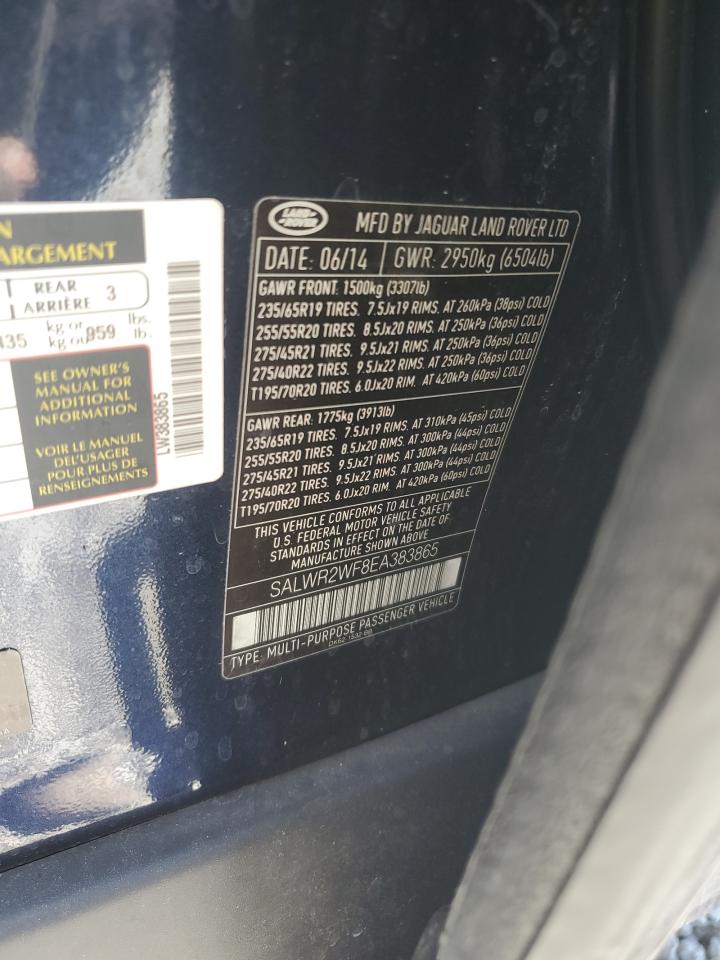 N
ARGEMENT
REAR
ARRIÈRE 3
435 kg or 959 lbs.
kg ou lb.
SEE OWNER'S
MANUAL FOR
ADDITIONAL
INFORMATION
VOIR LE MANUEL
DEL'USAGER
POUR PLUS DE
RENSEIGNEMENTS
LW383865
LAND ROVER
MFD BY JAGUAR LAND ROVER LTD
DATE: 06/14 GWR: 2950kg (6504lb)
GAWR FRONT: 1500kg (3307lb)
235/65R19 TIRES. 7.5Jx19 RIMS. AT 260kPa (38psi) COLD
255/55R20 TIRES. 8.5Jx20 RIMS. AT 250kPa (36psi) COLD
275/45R21 TIRES. 9.5Jx21 RIMS. AT 250kPa (36psi) COLD
275/40R22 TIRES. 9.5Jx22 RIMS. AT 250kPa (36psi) COLD
T195/70R20 TIRES. 6.0Jx20 RIM. AT 420kPa (60psi) COLD
GAWR REAR: 1775kg (3913lb)
235/65R19 TIRES. 7.5Jx19 RIMS. AT 310kPa (45psi) COLD
255/55R20 TIRES. 8.5Jx20 RIMS. AT 300kPa (44psi) COLD
275/45R21 TIRES. 9.5Jx21 RIMS. AT 300kPa (44psi) COLD
275/40R22 TIRES. 9.5Jx22 RIMS. AT 300kPa (44psi) COLD
T195/70R20 TIRES. 6.0Jx20 RIM. AT 420kPa (60psi) COLD
THIS VEHICLE CONFORMS TO ALL APPLICABLE
U.S. FEDERAL MOTOR VEHICLE SAFETY
STANDARDS IN EFFECT ON THE DATE OF
MANUFACTURE SHOWN ABOVE
SALWR2WF8EA383865
TYPE: MULTI-PURPOSE PASSENGER VEHICLE
DK62-1532-BB